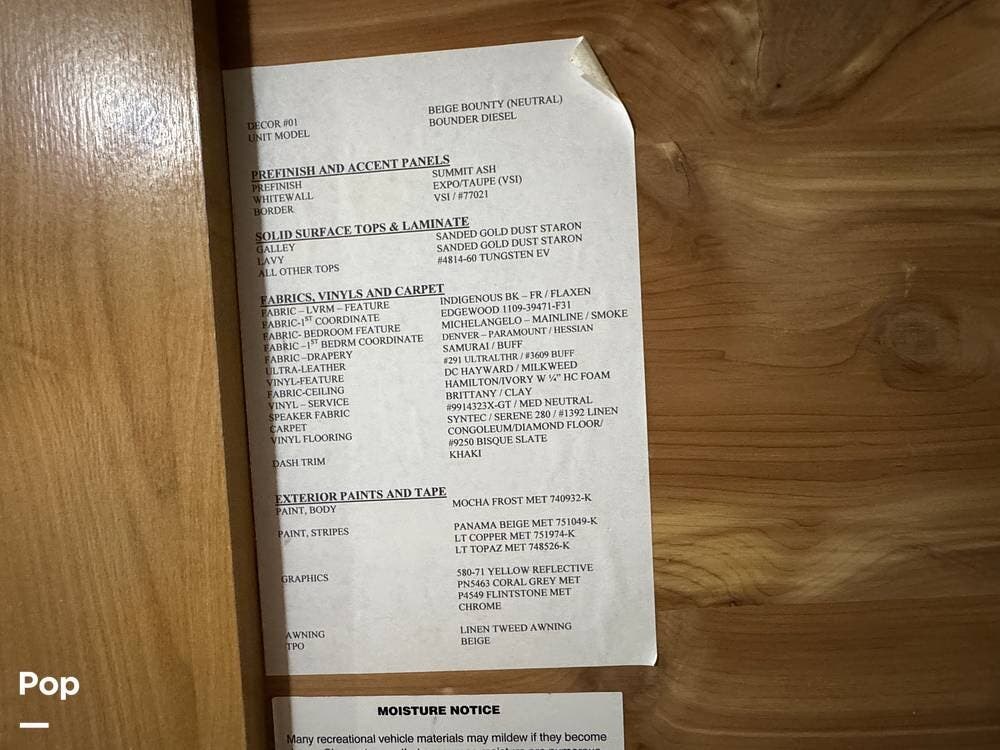 DECOR #01 BEIGE BOUNTY (NEUTRAL)
UNIT MODEL BOUNDER DIESEL
PREFINISH AND ACCENT PANELS
PREFINISH SUMMIT ASH
WHITEWALL EXPO/TAUPE (VSI)
BORDER VSI / #77021
SOLID SURFACE TOPS & LAMINATE
GALLEY SANDED GOLD DUST STARON
LAVY SANDED GOLD DUST STARON
ALL OTHER TOPS #4814-60 TUNGSTEN EV
FABRICS, VINYLS AND CARPET
FABRIC – LVRM – FEATURE INDIGENOUS BK – FR / FLAXEN
FABRIC-1ST COORDINATE EDGEWOOD 1109-39471-F31
FABRIC- BEDROOM FEATURE MICHELANGELO – MAINLINE / SMOKE
FABRIC –1ST BEDRM COORDINATE DENVER – PARAMOUNT / HESSIAN
FABRIC –DRAPERY SAMURAI / BUFF
ULTRA-LEATHER #291 ULTRALTHR / #3609 BUFF
VINYL-FEATURE DC HAYWARD / MILKWEED
FABRIC-CEILING HAMILTON/IVORY W ¼" HC FOAM
VINYL – SERVICE BRITTANY / CLAY
SPEAKER FABRIC #9914323X-GT / MED NEUTRAL
CARPET SYNTEC / SERENE 280 / #1392 LINEN
VINYL FLOORING CONGOLEUM/DIAMOND FLOOR/
#9250 BISQUE SLATE
DASH TRIM KHAKI
EXTERIOR PAINTS AND TAPE
PAINT, BODY MOCHA FROST MET 740932-K
PAINT, STRIPES PANAMA BEIGE MET 751049-K
LT COPPER MET 751974-K
LT TOPAZ MET 748526-K
GRAPHICS 580-71 YELLOW REFLECTIVE
PN5463 CORAL GREY MET
P4549 FLINTSTONE MET
CHROME
AWNING LINEN TWEED AWNING
TPO BEIGE
Pop
MOISTURE NOTICE
Many recreational vehicle materials may mildew if they become